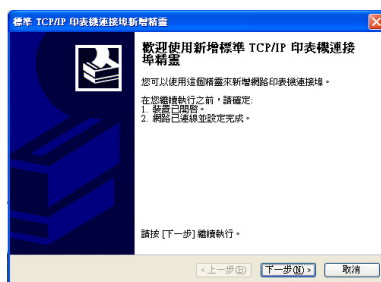 標準 TCP/IP 印表機連接埠新增精靈
歡迎使用新增標準 TCP/IP 印表機連接
埠精靈
您可以使用這個精靈來新增網路印表機連接埠。
在您繼續執行之前，請確定:
1. 裝置已開啓。
2. 網路已連線並設定完成。
請按 [下一步] 繼續執行。
<上一步(B)
下一步(N)>
取消